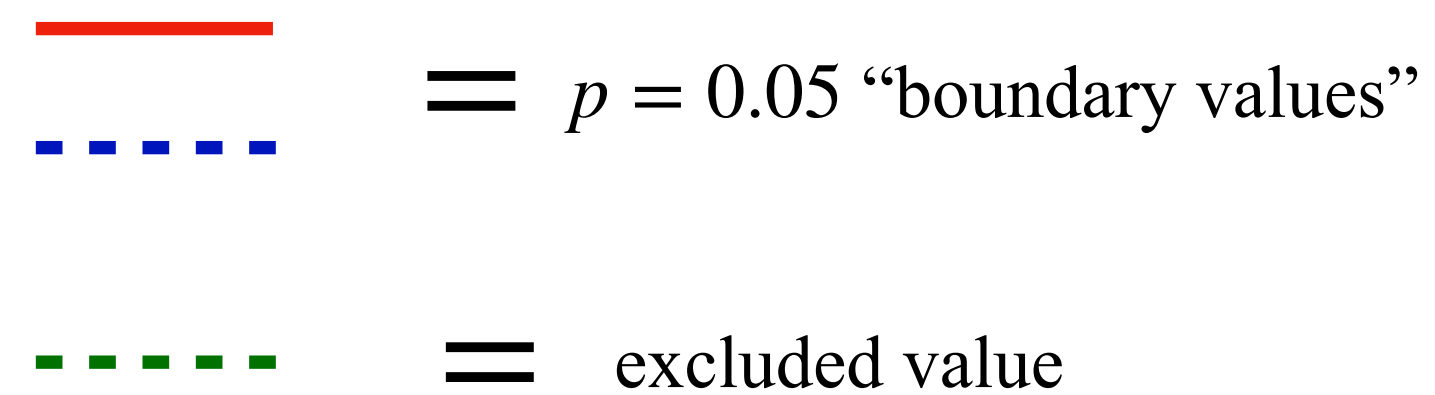 = p = 0.05 “boundary values”
= excluded value